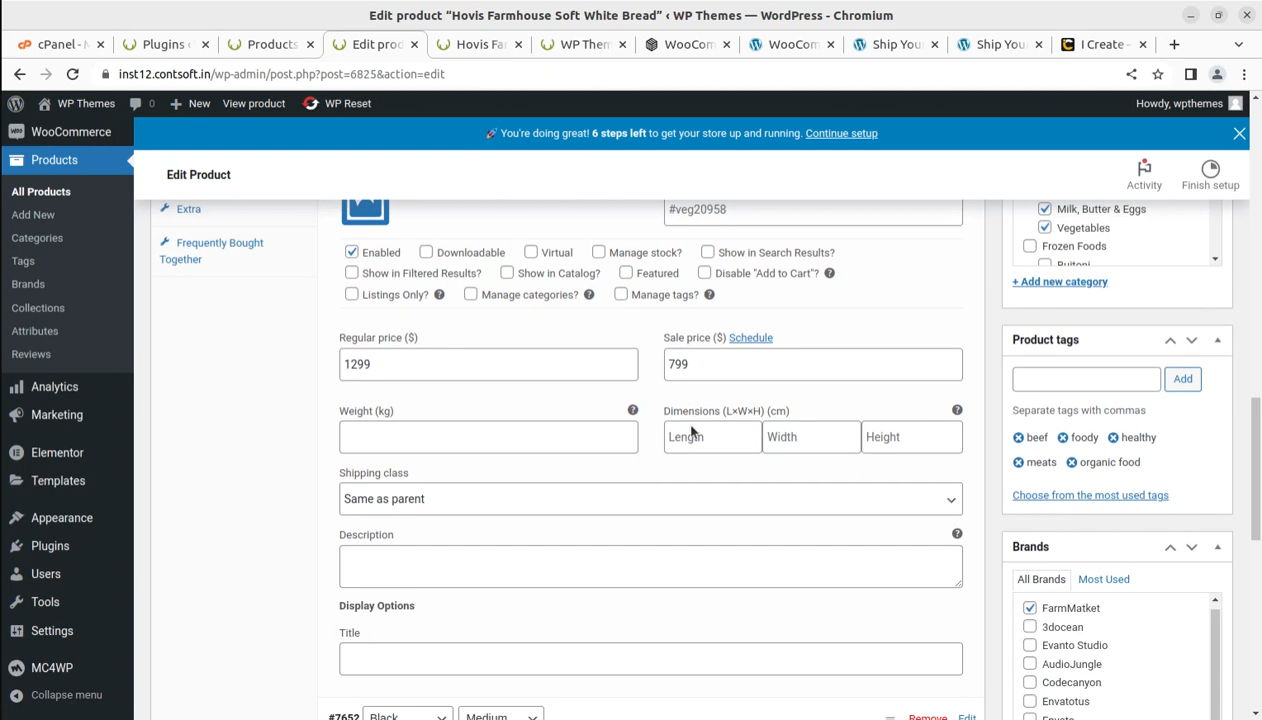 Edit product “Hovis Farmhouse Soft White Bread” ‹ WP Themes — WordPress - Chromium
cPanel - 
Plugins ‹
Products
Edit prod
Hovis Fa
WP Them
WooCom
WooCom
Ship You
Ship You
I Create -
inst12.contsoft.in/wp-admin/post.php?post=6825&action=edit
WP Themes
0
New
View product
WP Reset
Howdy, wpthemes
WooCommerce
🚀 You're doing great! 6 steps left to get your store up and running. Continue setup
Products
Edit Product
Activity
Finish setup
All Products
Add New
Categories
Tags
Brands
Collections
Attributes
Reviews
Analytics
Marketing
Elementor
Templates
Appearance
Plugins
Users
Tools
Settings
MC4WP
Collapse menu
Extra
Frequently Bought
Together
#veg20958
Enabled
Downloadable
Virtual
Manage stock?
Show in Search Results?
Show in Filtered Results?
Show in Catalog?
Featured
Disable "Add to Cart"?
Listings Only?
Manage categories?
Manage tags?
Regular price ($)
Sale price ($) Schedule
1299
799
Weight (kg)
Dimensions (L×W×H) (cm)
Length
Width
Height
Shipping class
Same as parent
Description
Display Options
Title
#7652
Black
Medium
Remove
Edit
Milk, Butter & Eggs
Vegetables
Frozen Foods
Buitoni
+ Add new category
Product tags
Add
Separate tags with commas
beef
foody
healthy
meats
organic food
Choose from the most used tags
Brands
All Brands
Most Used
FarmMatket
3docean
Evanto Studio
AudioJungle
Codecanyon
Envatotus